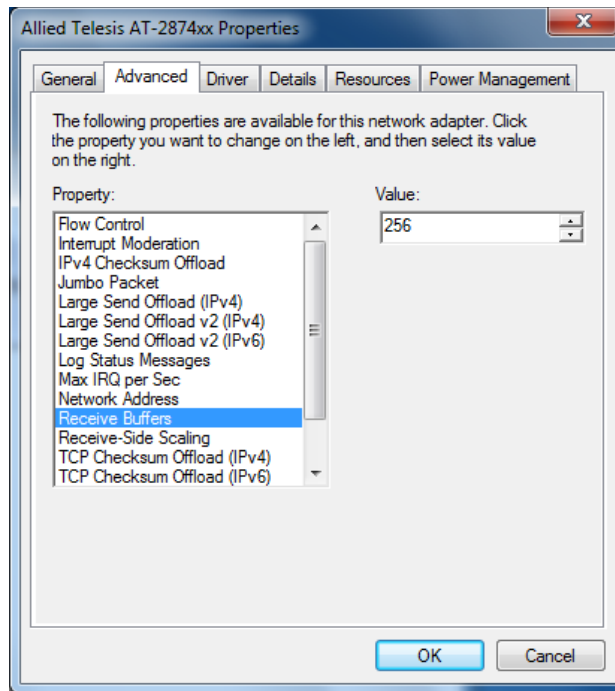 Allied Telesis AT-2874xx Properties
General
Advanced
Driver
Details
Resources
Power Management
The following properties are available for this network adapter. Click
the property you want to change on the left, and then select its value
on the right.
Property:
Value:
Flow Control
Interrupt Moderation
IPv4 Checksum Offload
Jumbo Packet
Large Send Offload (IPv4)
Large Send Offload v2 (IPv4)
Large Send Offload v2 (IPv6)
Log Status Messages
Max IRQ per Sec
Network Address
Receive Buffers
Receive-Side Scaling
TCP Checksum Offload (IPv4)
TCP Checksum Offload (IPv6)
256
OK
Cancel